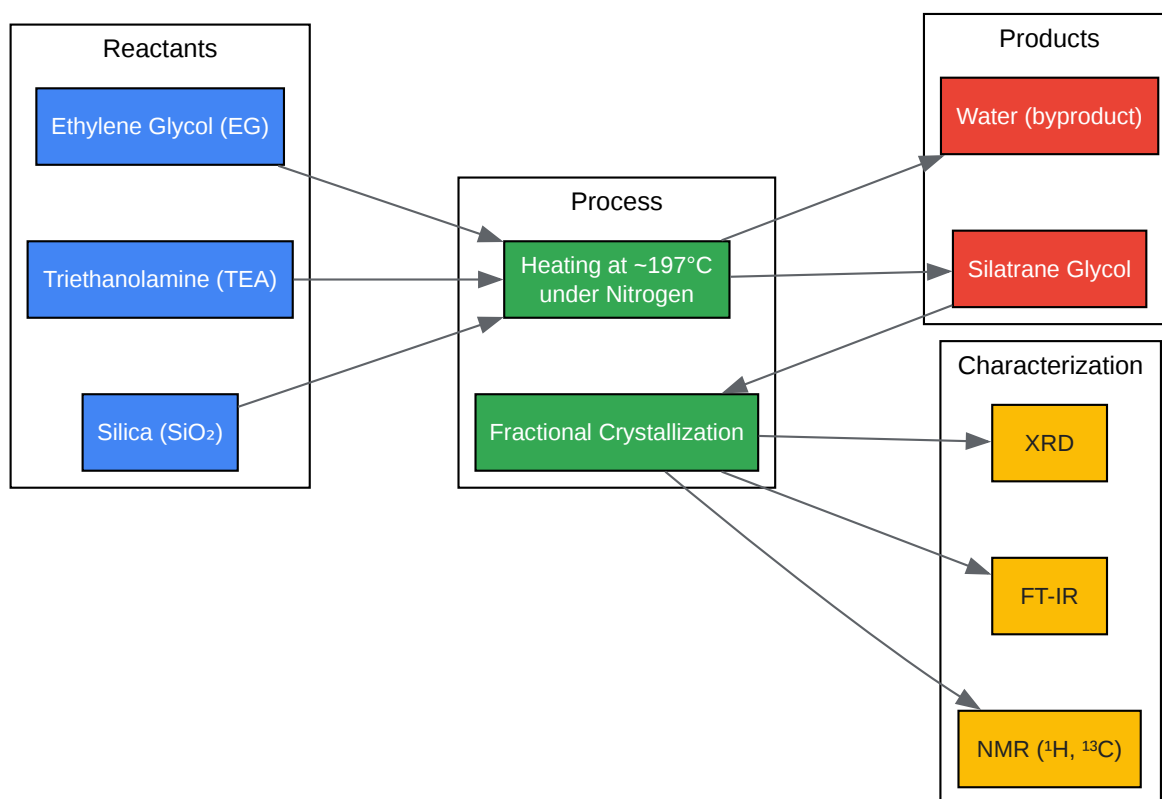 Reactants
Ethylene Glycol (EG)
Triethanolamine (TEA)
Silica (SiO₂)
Process
Heating at ~197°C
under Nitrogen
Fractional Crystallization
Products
Water (byproduct)
Silatrane Glycol
Characterization
XRD
FT-IR
NMR (¹H, ¹³C)